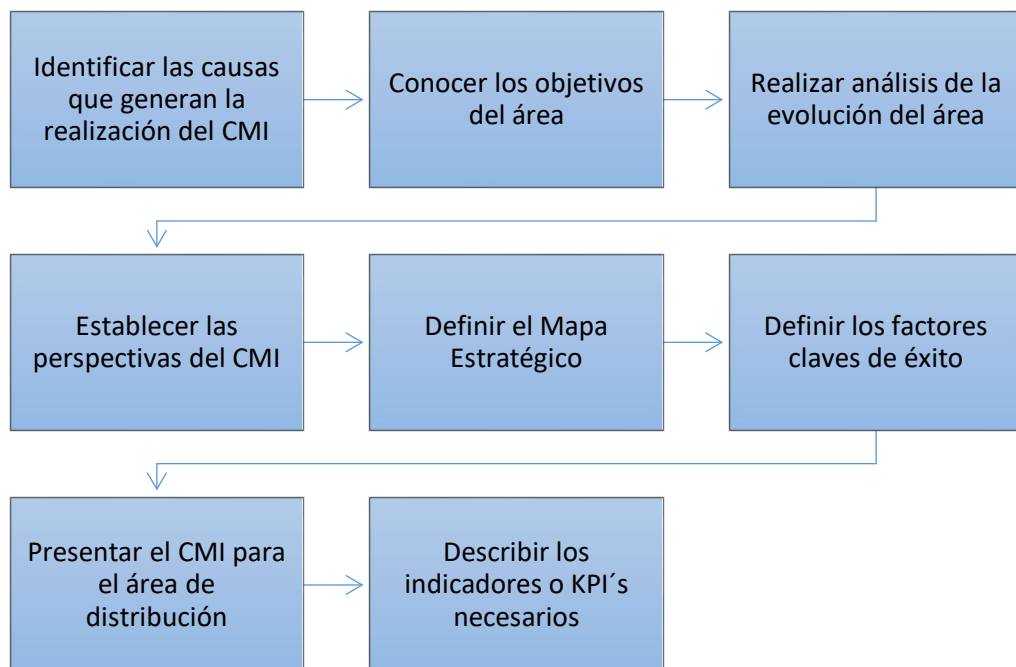 Identificar las causas
que generan la
realización del CMI
Conocer los objetivos
del área
Realizar análisis de la
evolución del área
Establecer las
perspectivas del CMI
Definir el Mapa
Estratégico
Definir los factores
claves de éxito
Presentar el CMI para
el área de
distribución
Describir los
indicadores o KPI´s
necesarios